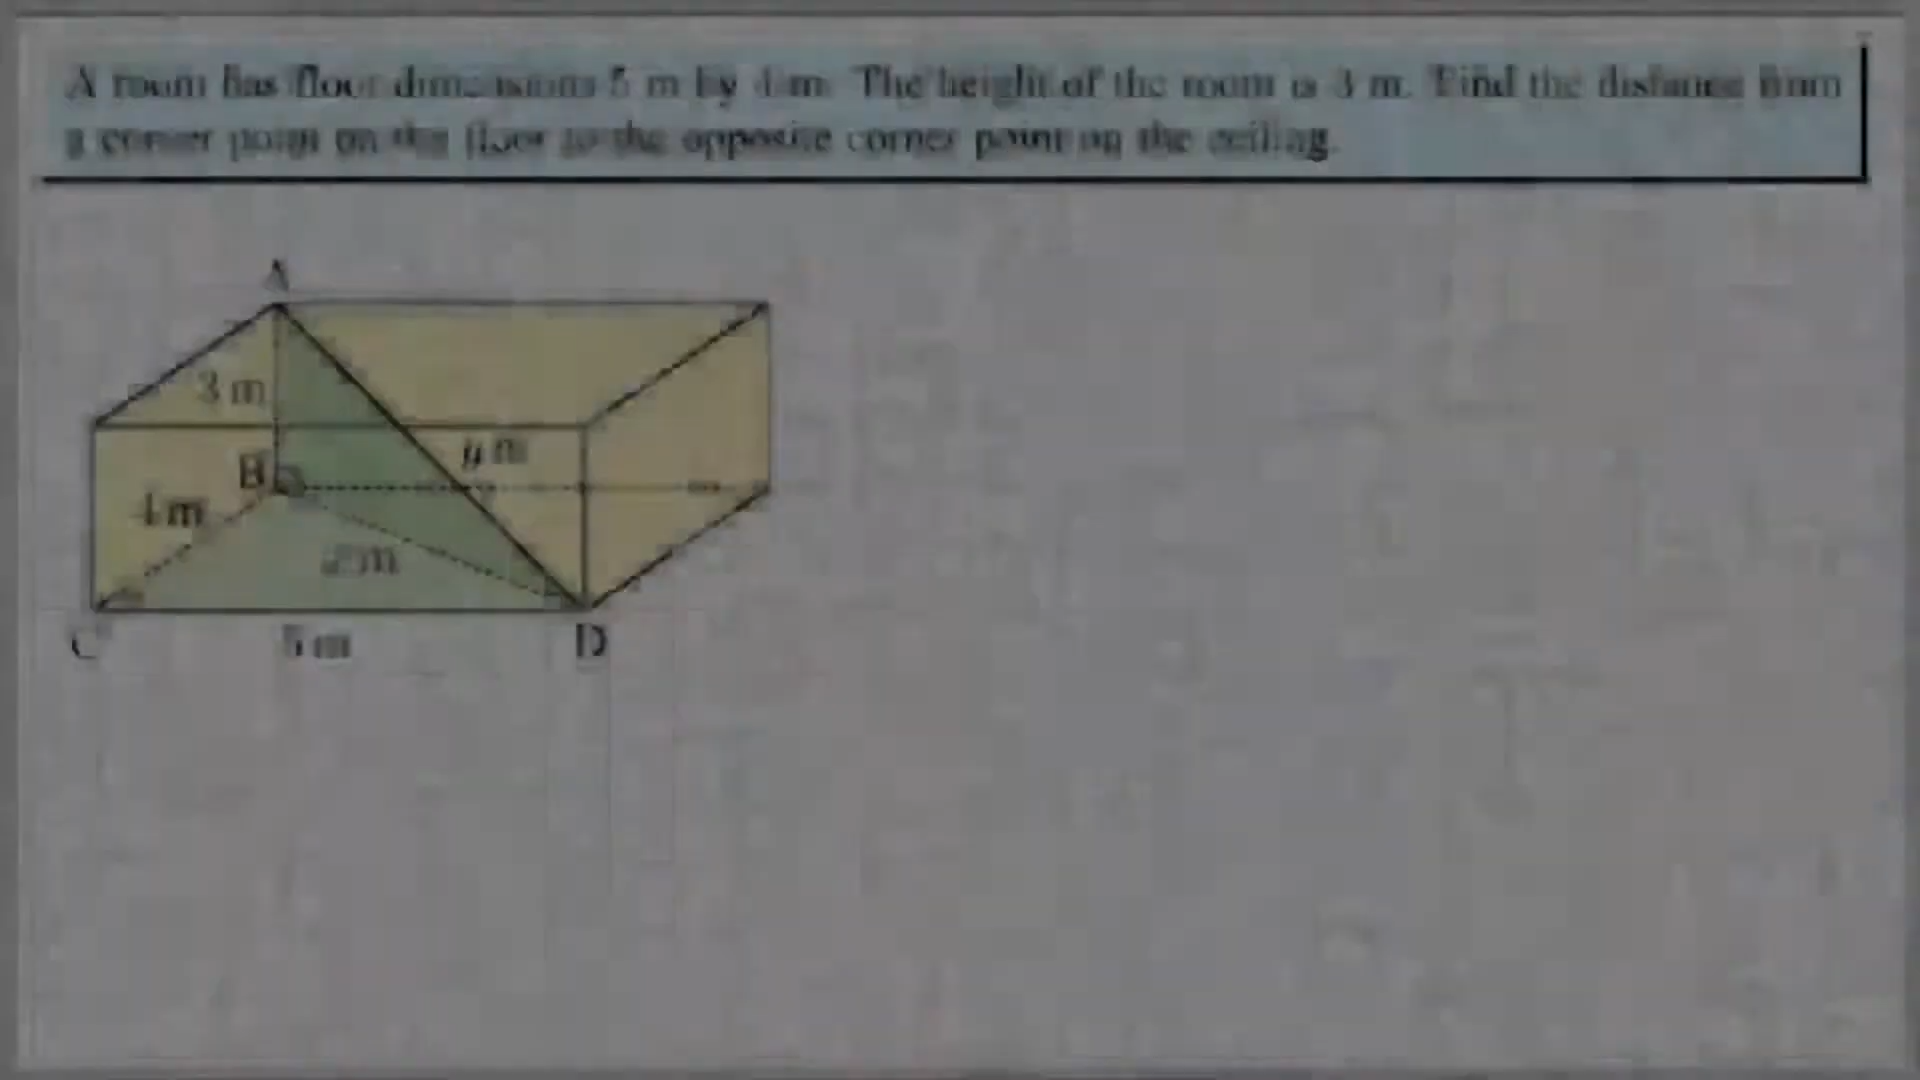 A room has floor dimensions 5 m by 4 m. The height of the room is 3 m. Find the distance from
a corner point on the floor to the opposite corner point on the ceiling.
A
3 m
y m
B
4 m
x m
C
5 m
D